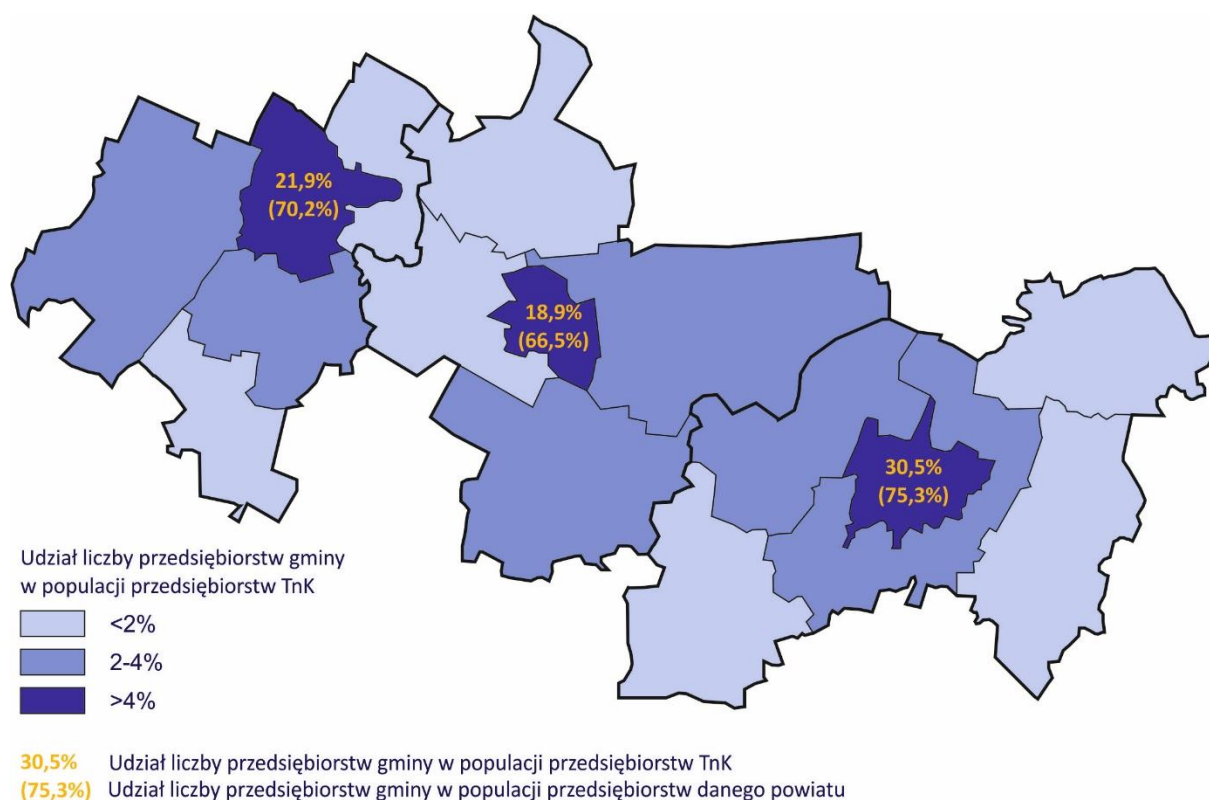 21,9%
(70,2%)
18,9%
(66,5%)
30,5%
(75,3%)
Udział liczby przedsiębiorstw gminy
w populacji przedsiębiorstw TnK
<2%
2-4%
>4%
30,5% Udział liczby przedsiębiorstw gminy w populacji przedsiębiorstw TnK
(75,3%) Udział liczby przedsiębiorstw gminy w populacji przedsiębiorstw danego powiatu